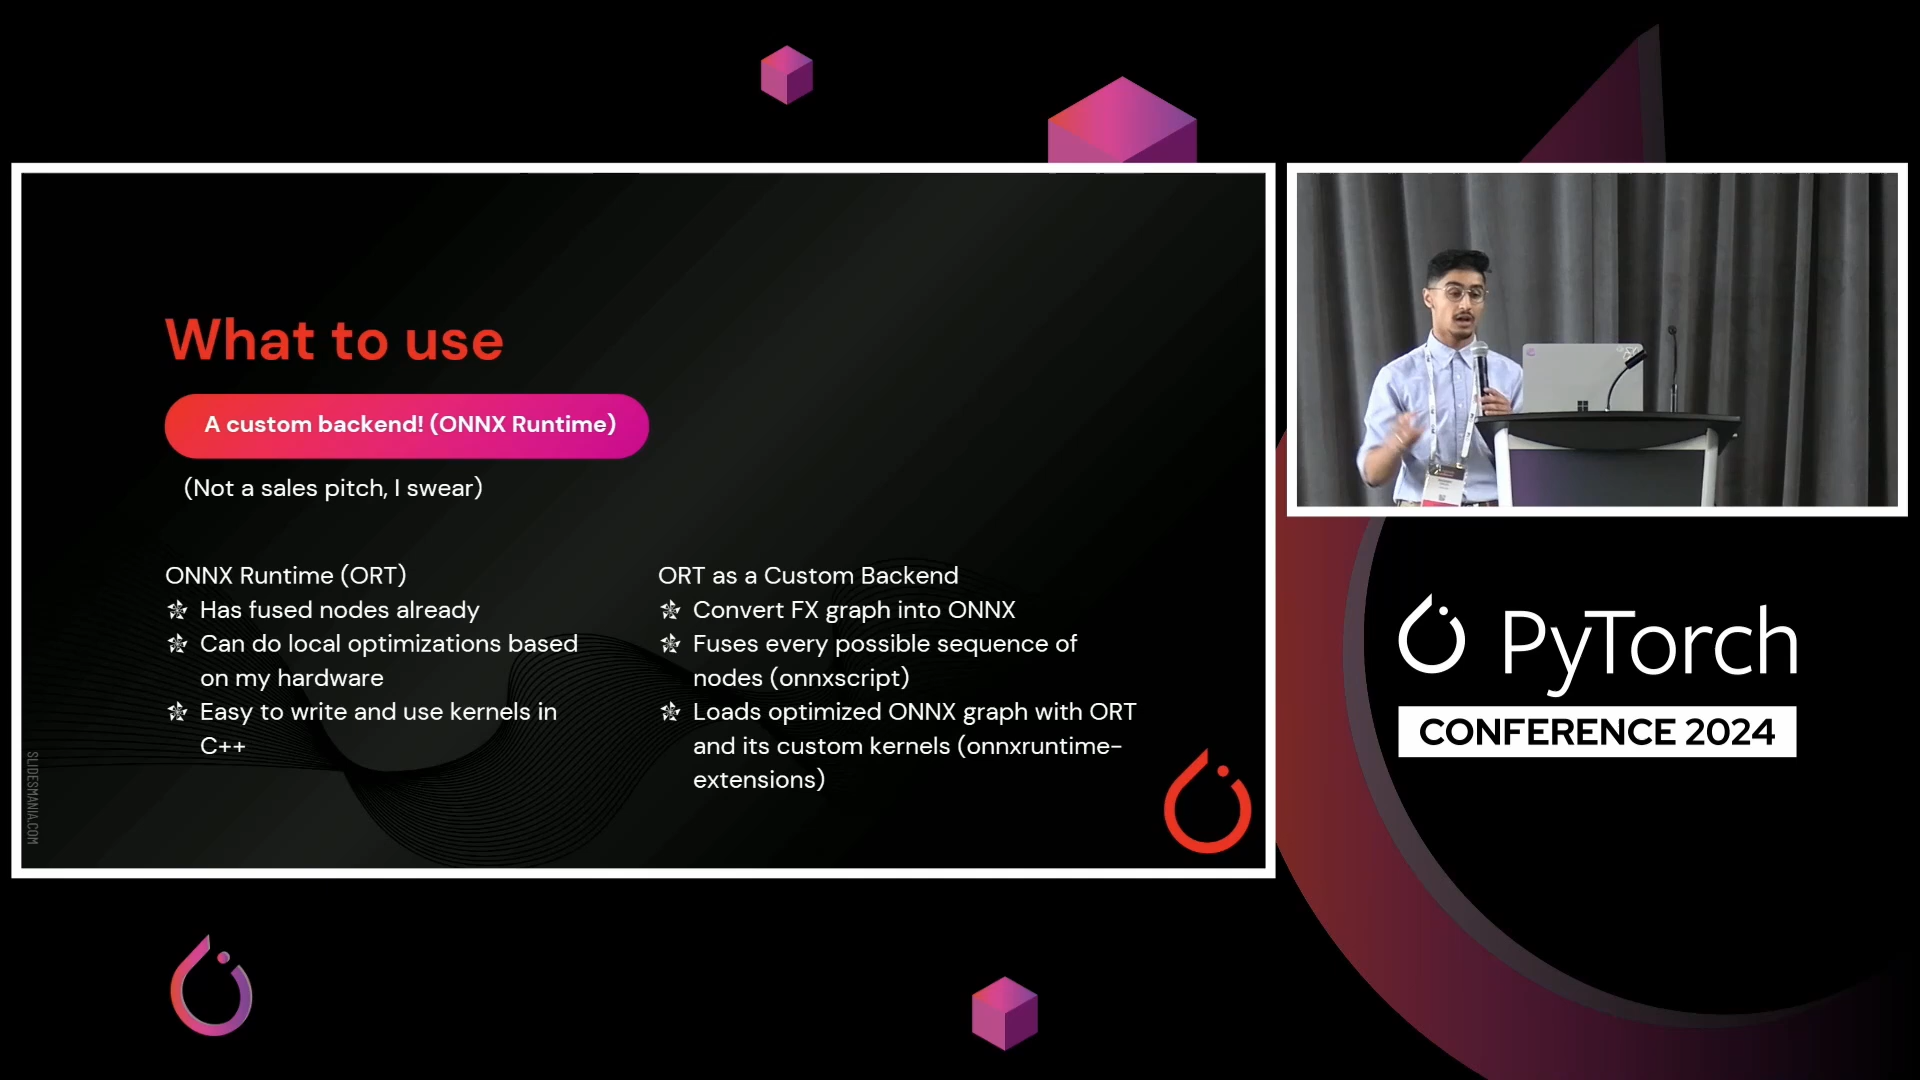 What to use
A custom backend! (ONNX Runtime)
(Not a sales pitch, I swear)
ONNX Runtime (ORT)
Has fused nodes already
Can do local optimizations based
on my hardware
Easy to write and use kernels in
C++
ORT as a Custom Backend
Convert FX graph into ONNX
Fuses every possible sequence of
nodes (onnxscript)
Loads optimized ONNX graph with ORT
and its custom kernels (onnxruntime-
extensions)
SLIDESMANIA.COM
PyTorch
CONFERENCE 2024